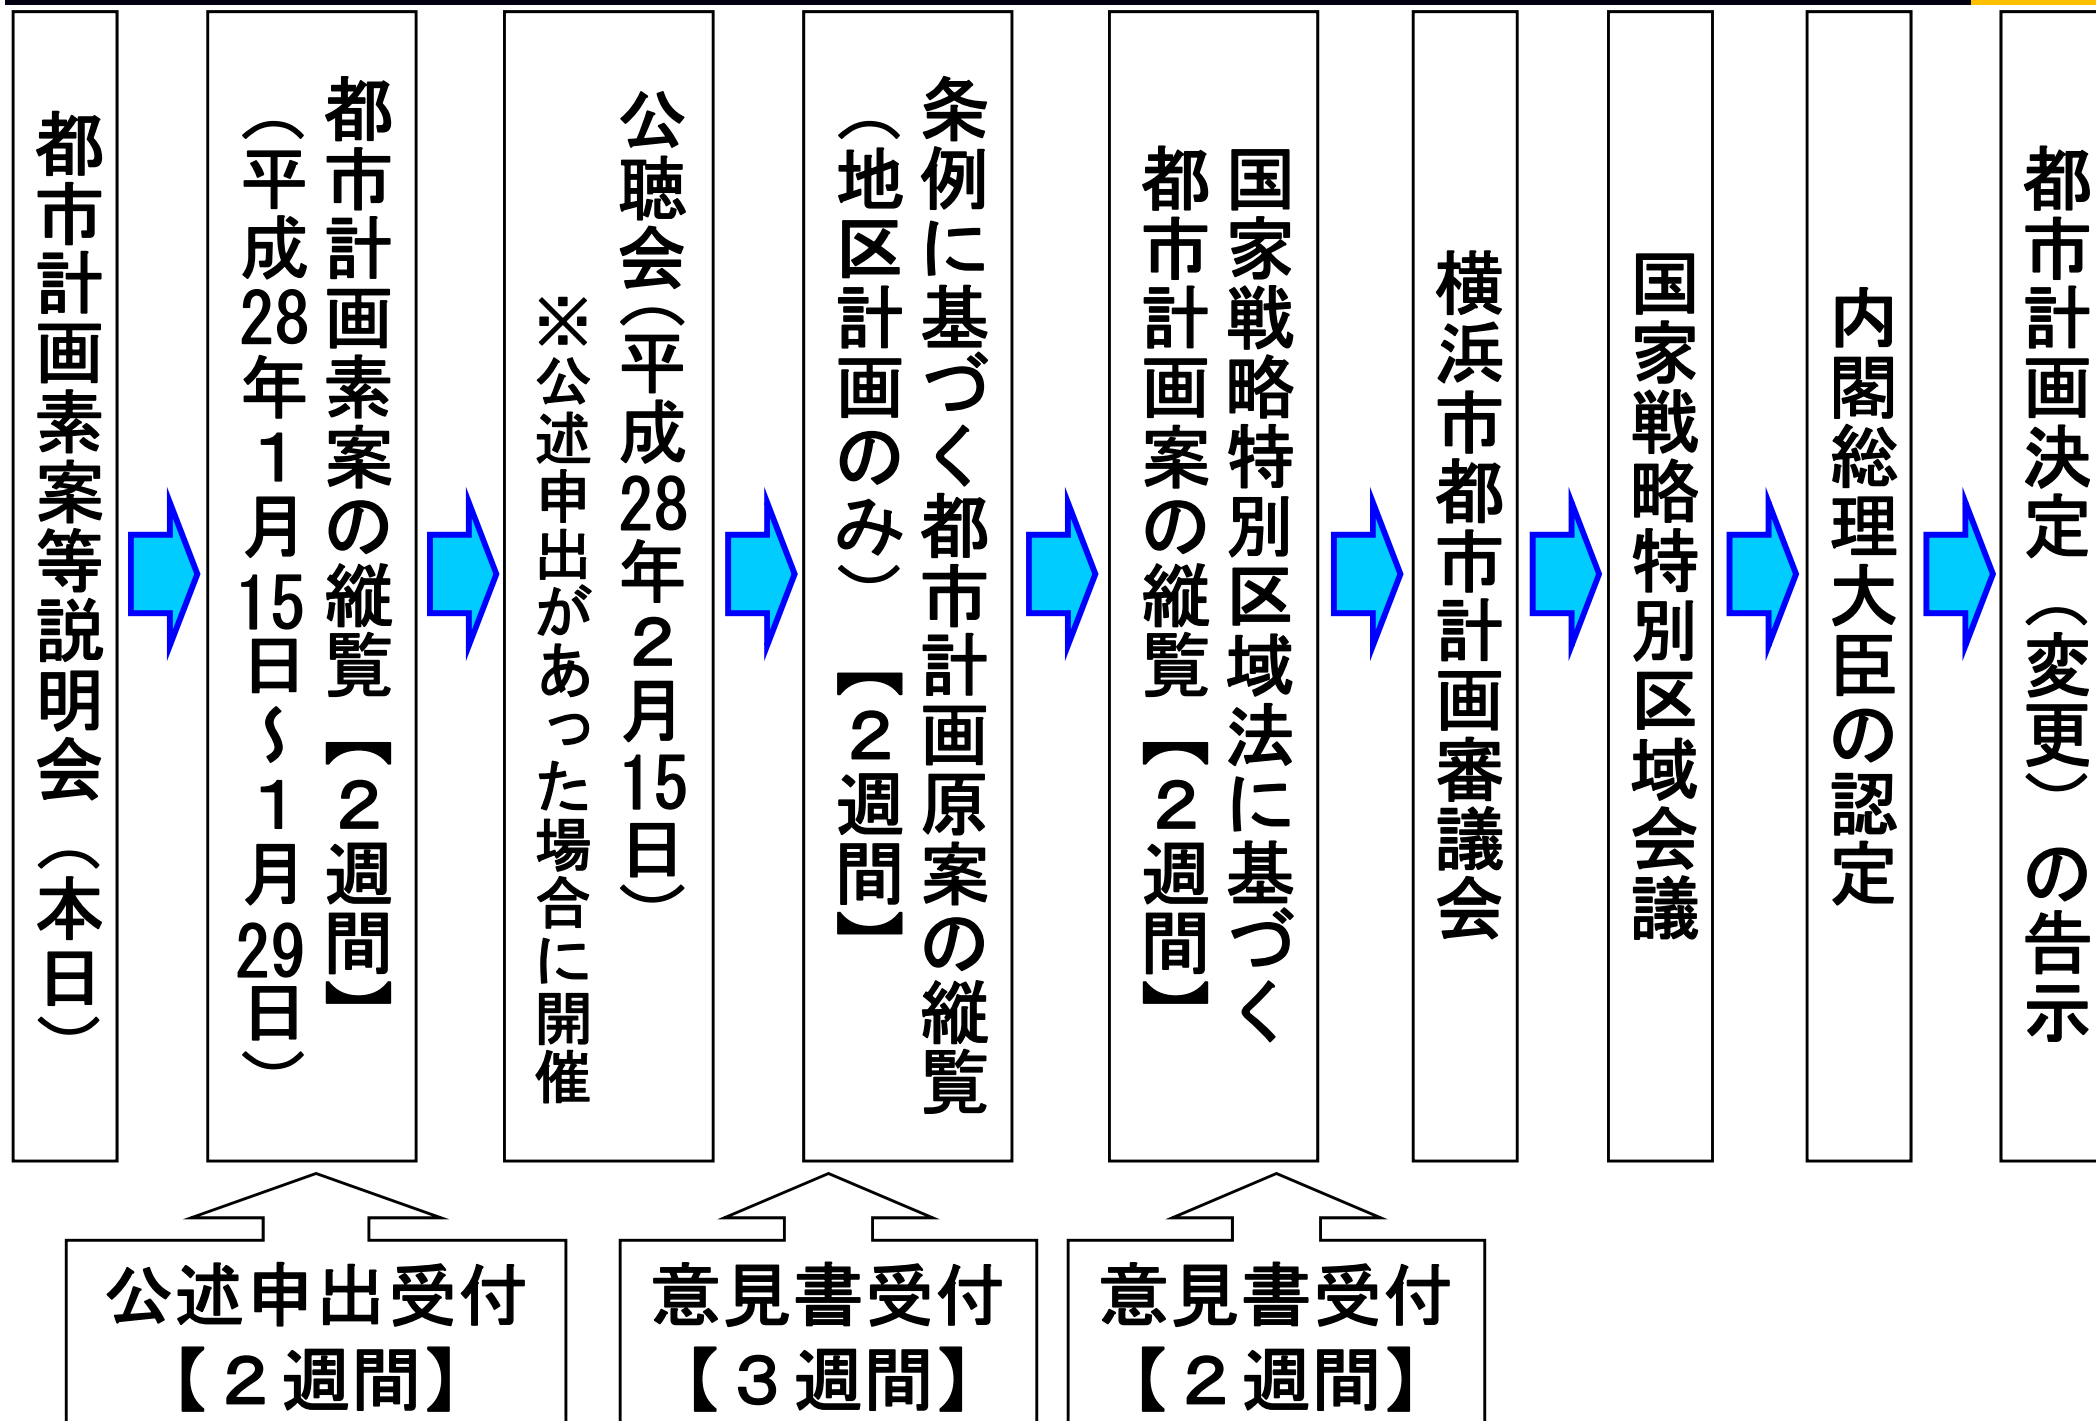 都市計画素案等説明会（本日）
都市計画素案の縦覧【２週間】
（平成28年１月15日～１月29日）
公聴会（平成28年２月15日）
※公述申出があった場合に開催
条例に基づく都市計画原案の縦覧
（地区計画のみ）【２週間】
国家戦略特別区域法に基づく
都市計画案の縦覧【２週間】
横浜市都市計画審議会
国家戦略特別区域会議
内閣総理大臣の認定
都市計画決定（変更）の告示
公述申出受付
【２週間】
意見書受付
【３週間】
意見書受付
【２週間】